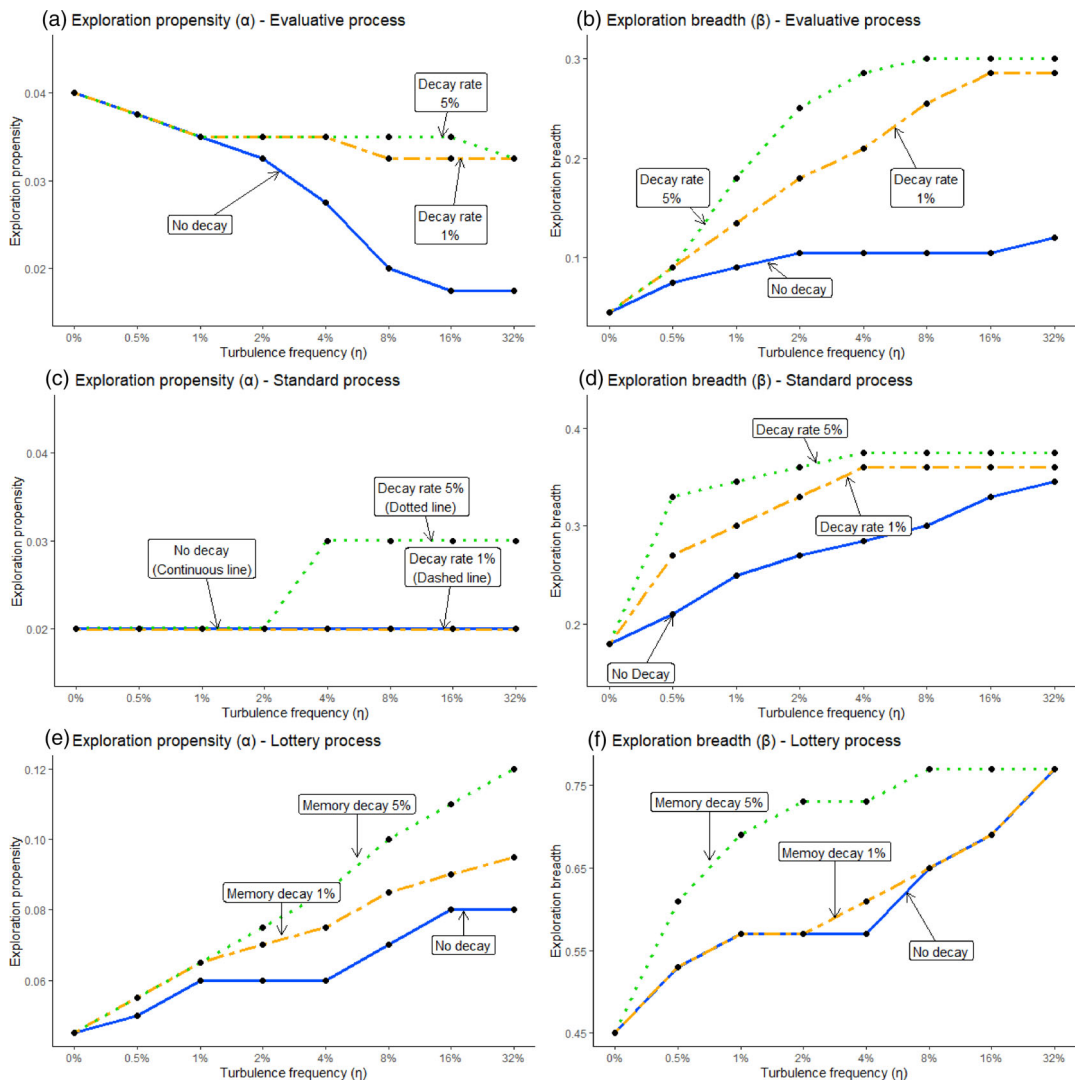 (a) Exploration propensity (α) - Evaluative process
Exploration propensity
0.04
0.03
0.02
Decay rate
5%
No decay
Decay rate
1%
0% 0.5% 1% 2% 4% 8% 16% 32%
Turbulence frequency (η)
(b) Exploration breadth (β) - Evaluative process
Exploration breadth
0.3
0.2
0.1
Decay rate
5%
Decay rate
1%
No decay
0% 0.5% 1% 2% 4% 8% 16% 32%
Turbulence frequency (η)
(c) Exploration propensity (α) - Standard process
Exploration propensity
0.04
0.03
0.02
No decay
(Continuous line)
Decay rate 5%
(Dotted line)
Decay rate 1%
(Dashed line)
0% 0.5% 1% 2% 4% 8% 16% 32%
Turbulence frequency (η)
(d) Exploration breadth (β) - Standard process
Exploration breadth
0.4
0.3
0.2
Decay rate 5%
Decay rate 1%
No Decay
0% 0.5% 1% 2% 4% 8% 16% 32%
Turbulence frequency (η)
(e) Exploration propensity (α) - Lottery process
Exploration propensity
0.12
0.10
0.08
0.06
Memory decay 5%
Memory decay 1%
No decay
0% 0.5% 1% 2% 4% 8% 16% 32%
Turbulence frequency (η)
(f) Exploration breadth (β) - Lottery process
Exploration breadth
0.75
0.65
0.55
0.45
Memory decay 5%
Memoy decay 1%
No decay
0% 0.5% 1% 2% 4% 8% 16% 32%
Turbulence frequency (η)